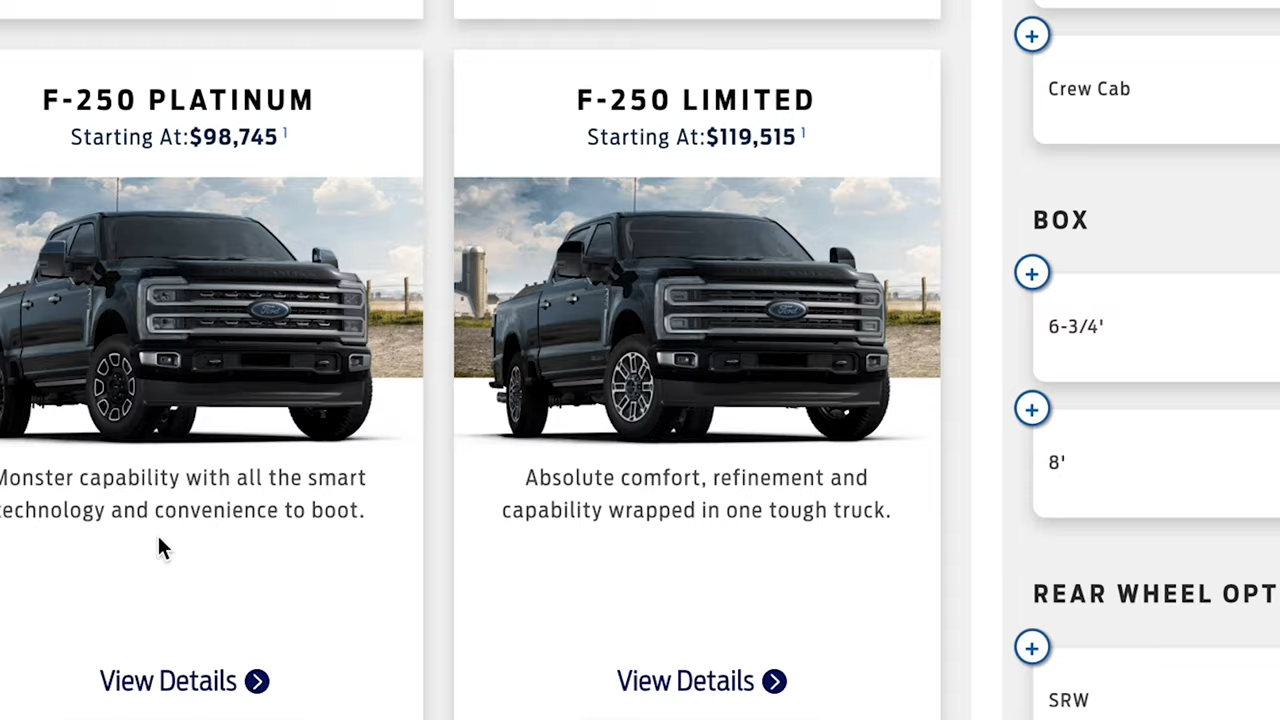 F-250 PLATINUM
Starting At:$98,745 1
Ford
Monster capability with all the smart
technology and convenience to boot.
View Details
F-250 LIMITED
Starting At:$119,515 1
Ford
Absolute comfort, refinement and
capability wrapped in one tough truck.
View Details
Crew Cab
BOX
6-3/4'
8'
REAR WHEEL OPT
SRW